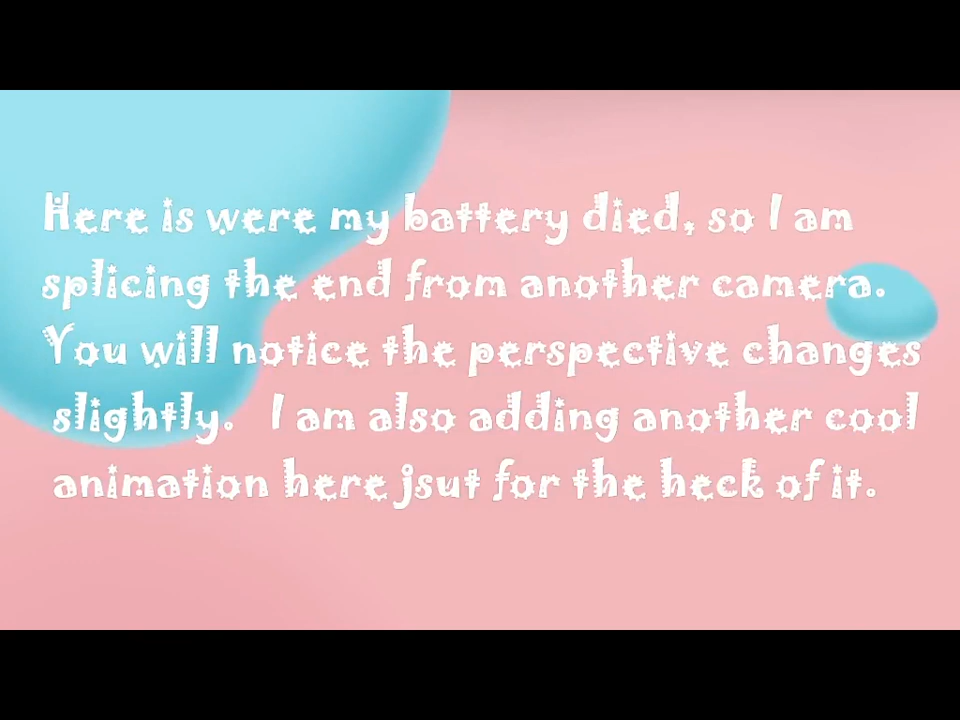 Here is were my battery died, so I am
splicing the end from another camera.
You will notice the perspective changes
slightly. I am also adding another cool
animation here jsut for the heck of it.